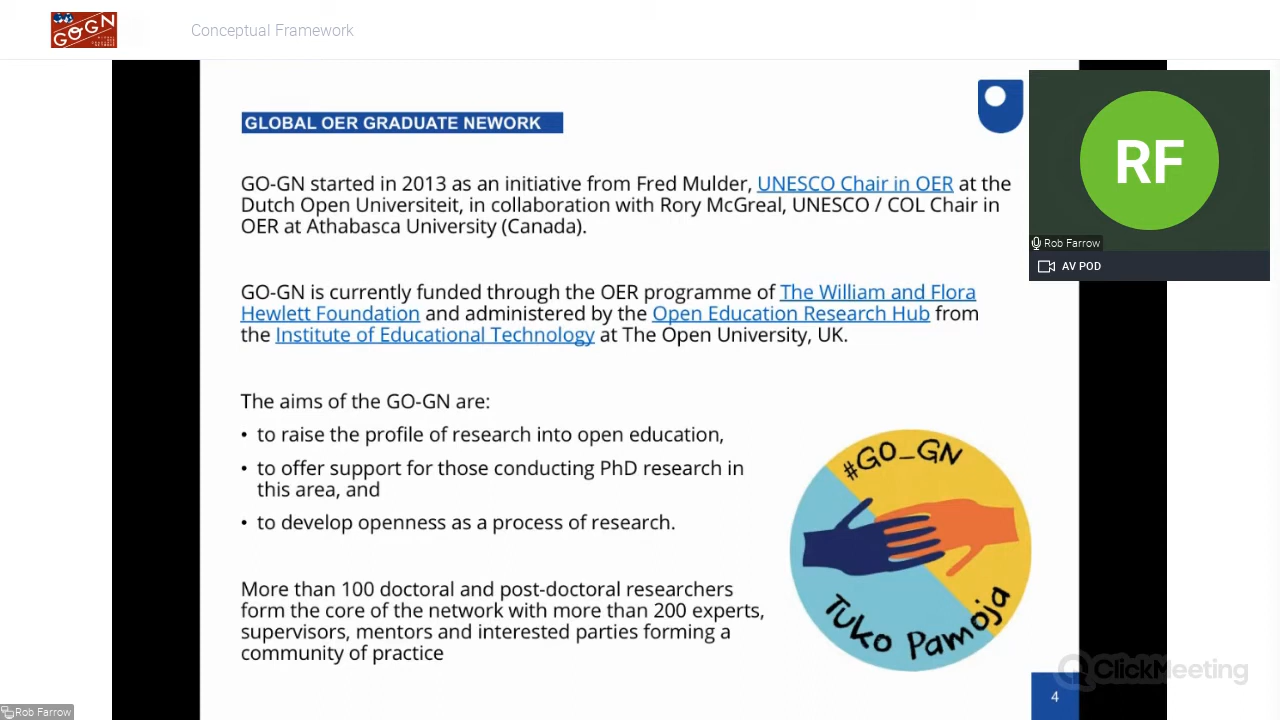 GO GN
Conceptual Framework
GLOBAL OER GRADUATE NEWORK
GO-GN started in 2013 as an initiative from Fred Mulder, UNESCO Chair in OER at the
Dutch Open Universiteit, in collaboration with Rory McGreal, UNESCO / COL Chair in
OER at Athabasca University (Canada).
GO-GN is currently funded through the OER programme of The William and Flora
Hewlett Foundation and administered by the Open Education Research Hub from
the Institute of Educational Technology at The Open University, UK.
The aims of the GO-GN are:
• to raise the profile of research into open education,
• to offer support for those conducting PhD research in
this area, and
• to develop openness as a process of research.
More than 100 doctoral and post-doctoral researchers
form the core of the network with more than 200 experts,
supervisors, mentors and interested parties forming a
community of practice
#GO_GN
Tuko Pamoja
RF
Rob Farrow
AV POD
ClickMeeting
4
Rob Farrow